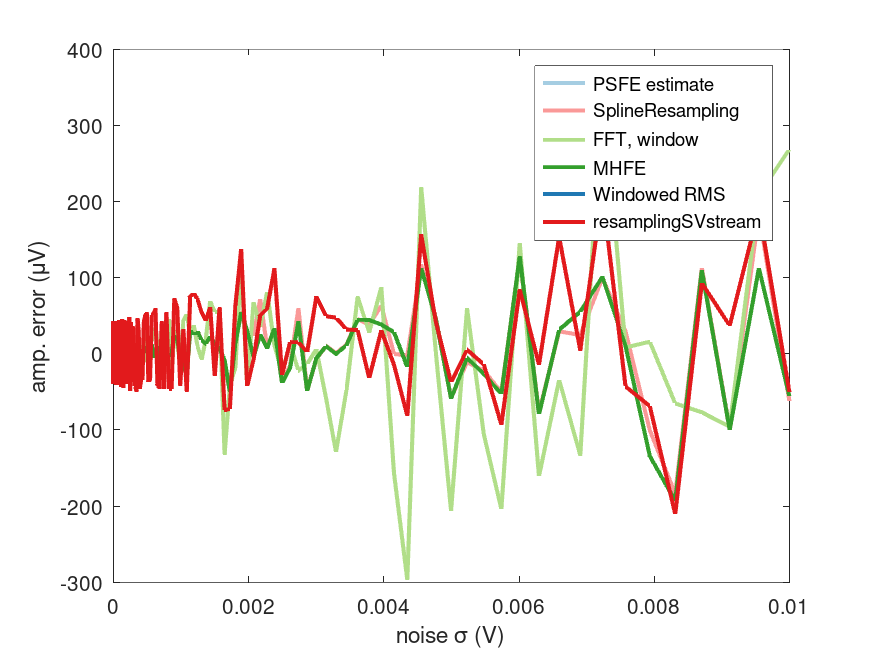 400
300
200
100
0
-100
-200
-300
amp. error (µV)
PSFE estimate
SplineResampling
FFT, window
MHFE
Windowed RMS
resamplingSVstream
0 0.002 0.004 0.006 0.008 0.01
noise σ (V)